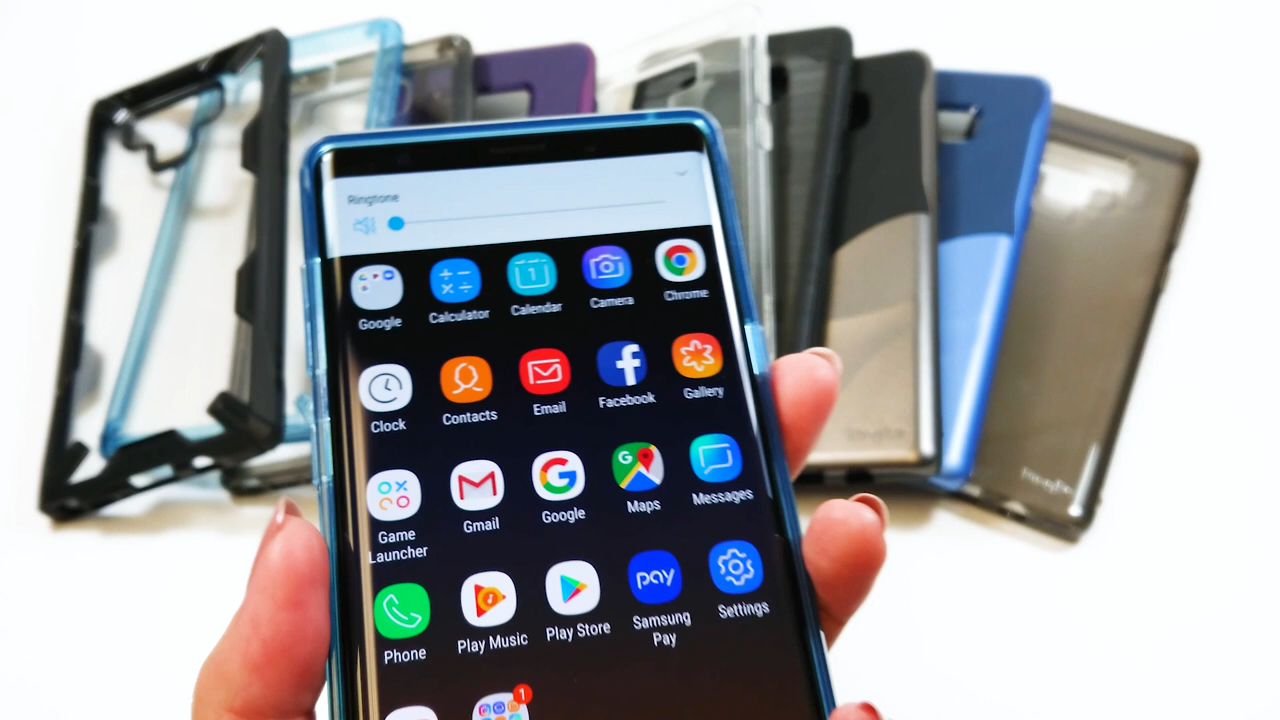 Ringtone
Google
Calculator
Calendar
1
Camera
Chrome
Clock
Contacts
Email
Facebook
f
Gallery
Game
Launcher
Gmail
G
Google
G
Maps
Messages
Phone
Play Music
Play Store
pay
Samsung
Pay
Settings
1